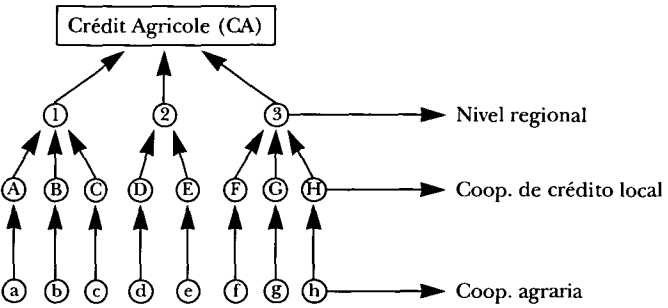 Crédit Agricole (CA)
1 2 3 Nivel regional
A B C D E F G H Coop. de crédito local
a b c d e f g h Coop. agraria